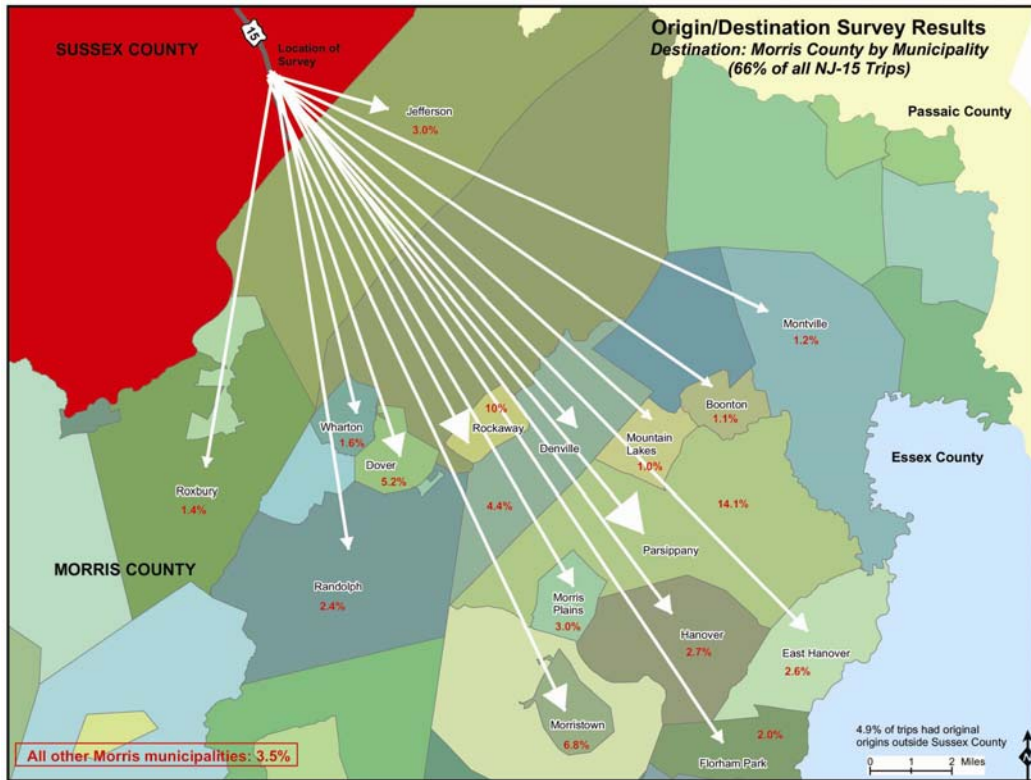 Origin/Destination Survey Results
Destination: Morris County by Municipality
(66% of all NJ-15 Trips)
15
SUSSEX COUNTY
Location of
Survey
Passaic County
Jefferson
3.0%
Montville
1.2%
Boonton
1.1%
10%
Rockaway
Wharton
1.6%
Dover
5.2%
Denville
4.4%
Mountain
Lakes
1.0%
Essex County
Roxbury
1.4%
14.1%
Parsippany
MORRIS COUNTY
Randolph
2.4%
Morris
Plains
3.0%
Hanover
2.7%
East Hanover
2.6%
Morristown
6.8%
2.0%
Florham Park
All other Morris municipalities: 3.5%
4.9% of trips had original
origins outside Sussex County
0 1 2 Miles